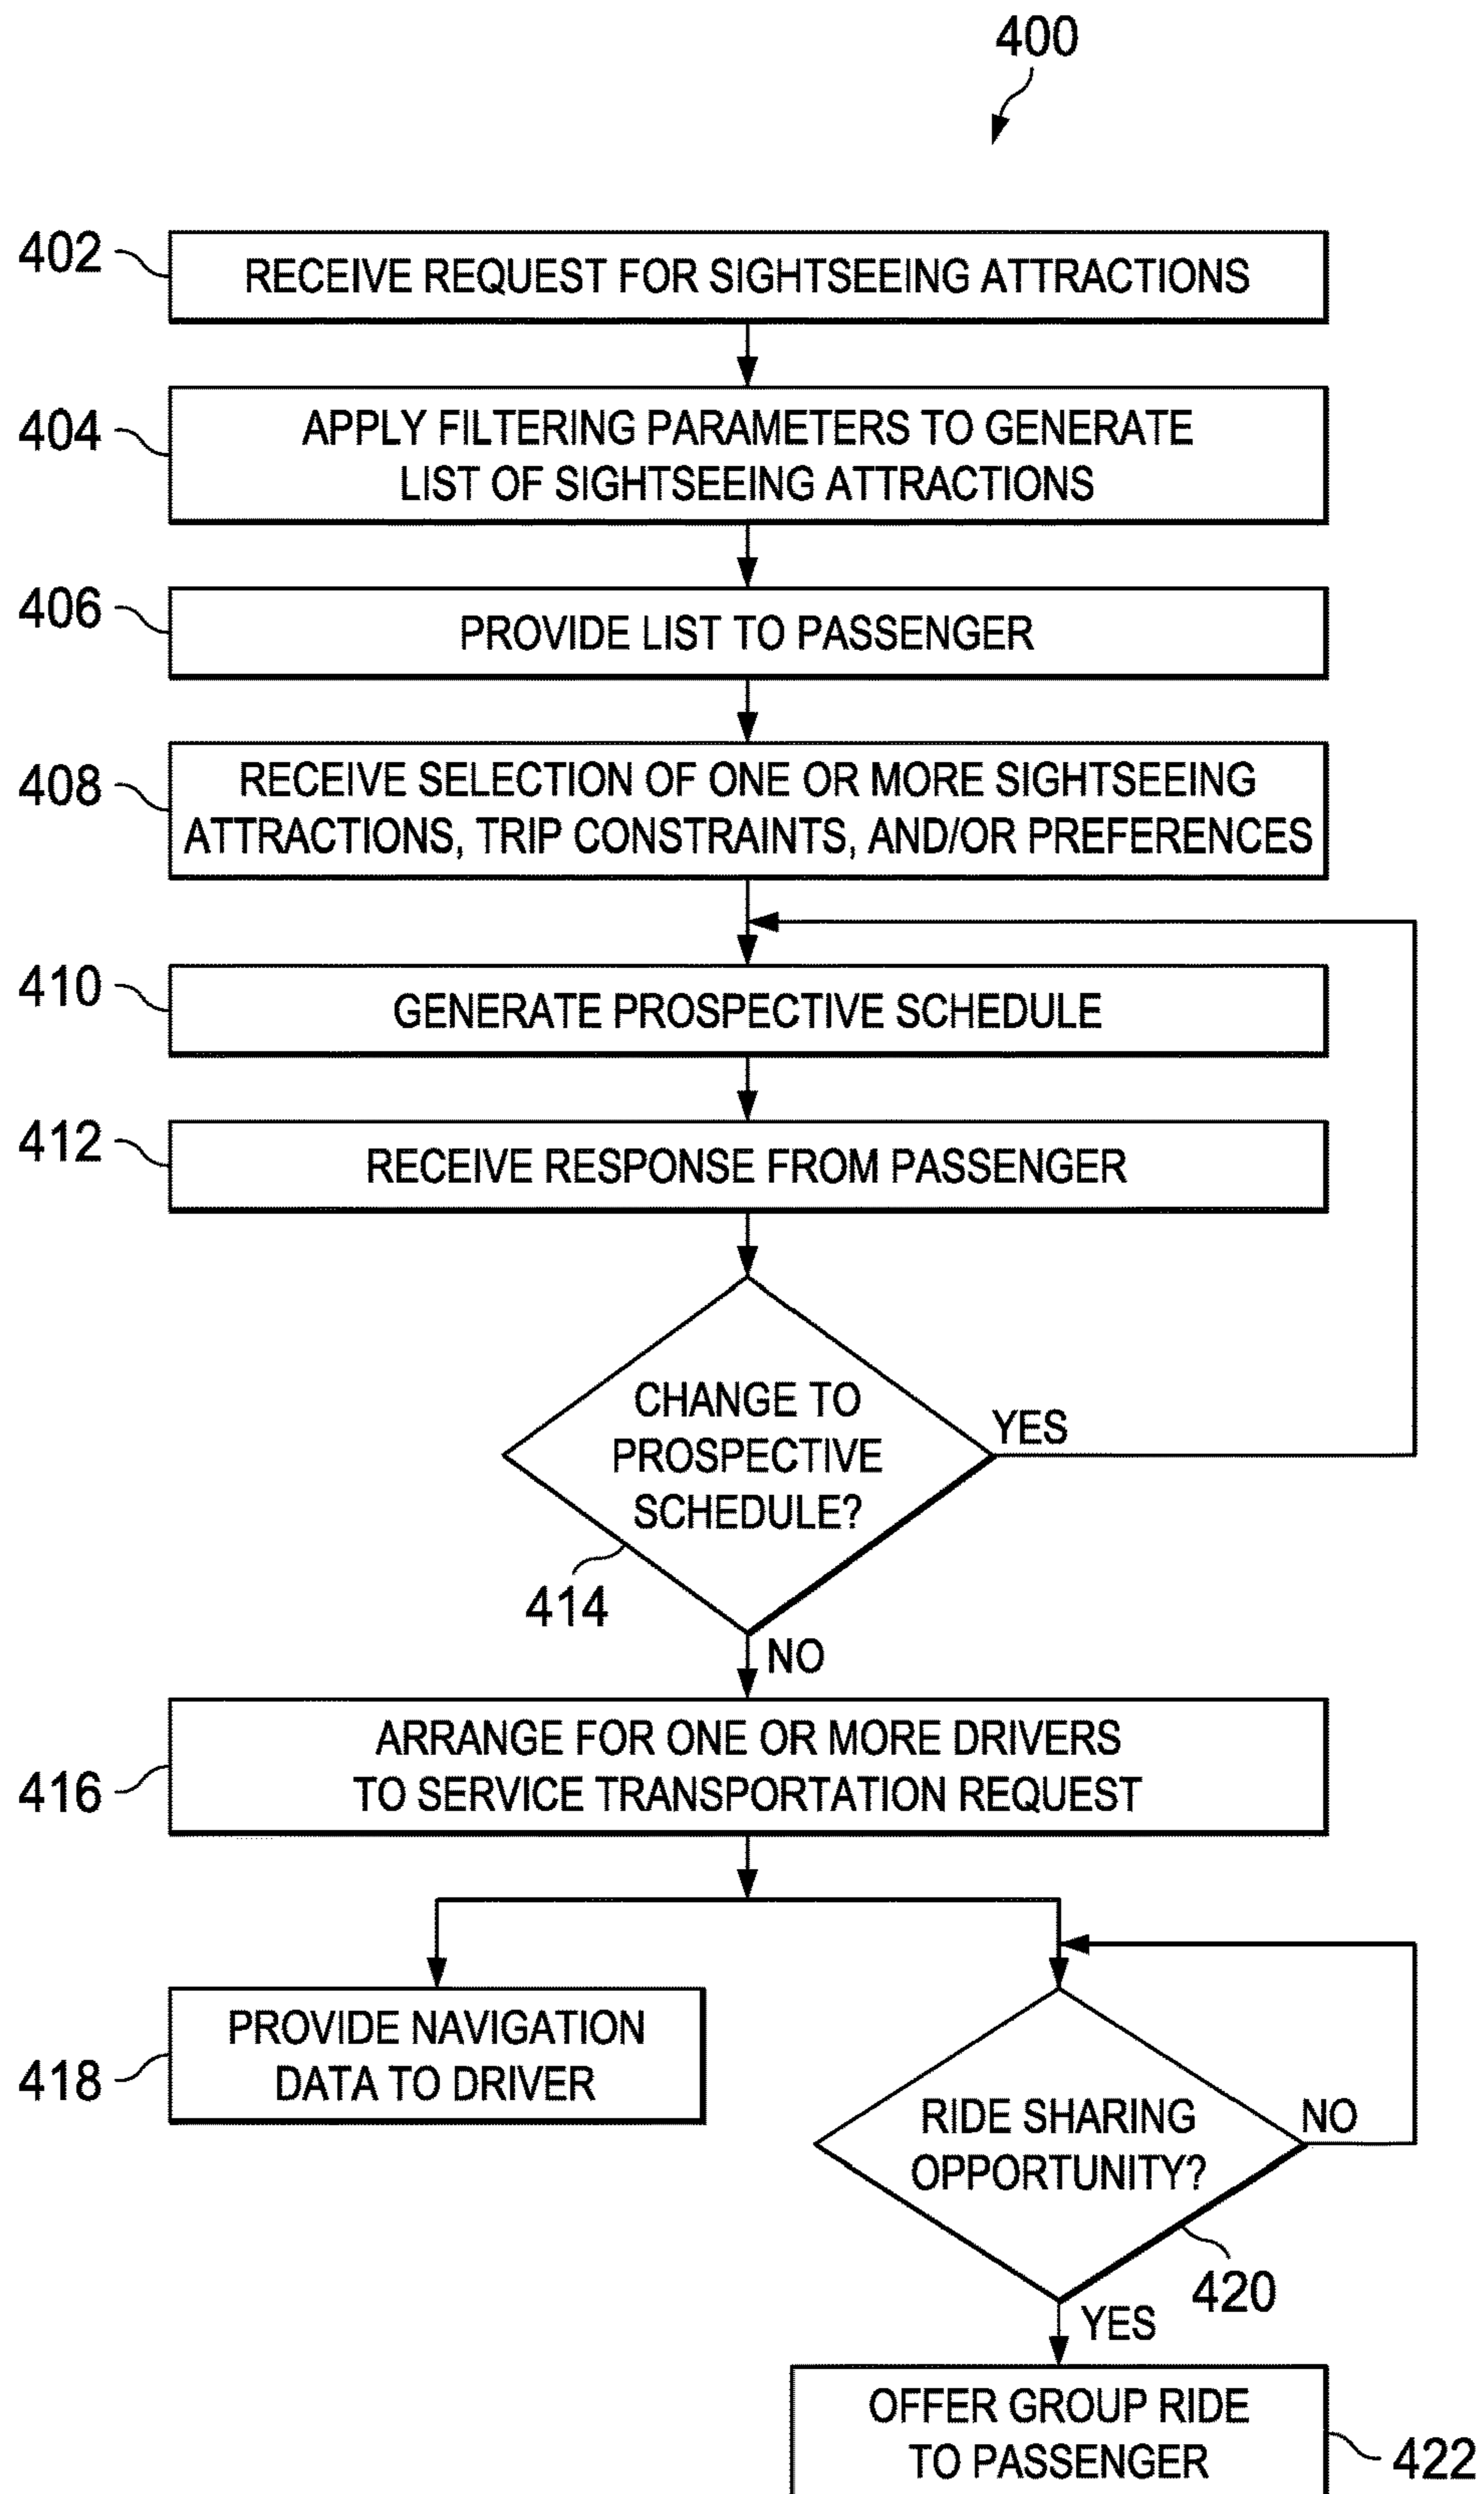 400
402
RECEIVE REQUEST FOR SIGHTSEEING ATTRACTIONS
404
APPLY FILTERING PARAMETERS TO GENERATE
LIST OF SIGHTSEEING ATTRACTIONS
406
PROVIDE LIST TO PASSENGER
408
RECEIVE SELECTION OF ONE OR MORE SIGHTSEEING
ATTRACTIONS, TRIP CONSTRAINTS, AND/OR PREFERENCES
410
GENERATE PROSPECTIVE SCHEDULE
412
RECEIVE RESPONSE FROM PASSENGER
CHANGE TO
PROSPECTIVE
SCHEDULE?
YES
414
NO
416
ARRANGE FOR ONE OR MORE DRIVERS
TO SERVICE TRANSPORTATION REQUEST
418
PROVIDE NAVIGATION
DATA TO DRIVER
RIDE SHARING
OPPORTUNITY?
NO
420
YES
OFFER GROUP RIDE
TO PASSENGER
422